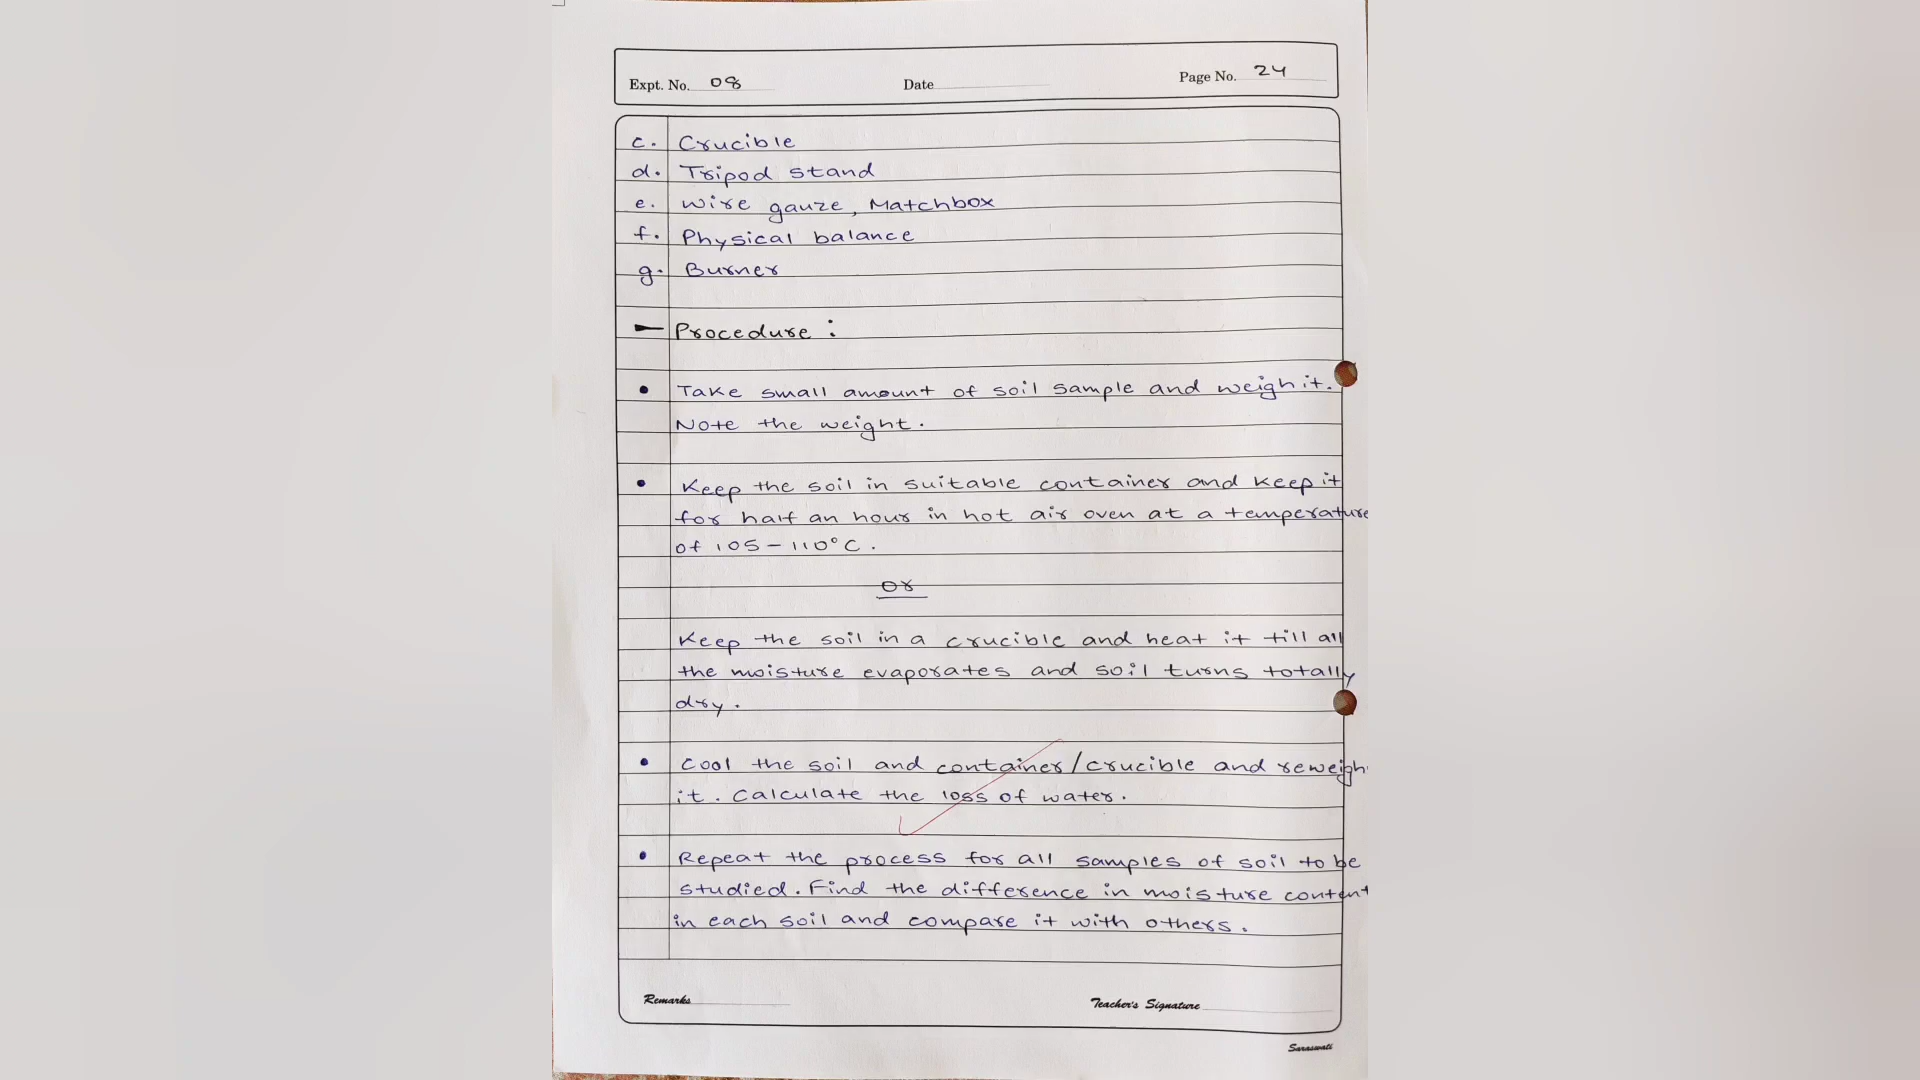 Expt. No. 08 Date Page No. 24
c. Crucible
d. Tripod stand
e. Wire gauze, Matchbox
f. Physical balance
g. Burner
— Procedure :
• Take small amount of soil sample and weigh it.
Note the weight.
• Keep the soil in suitable container and keep it
for half an hour in hot air oven at a temperature
of 105 - 110°C.
Or
Keep the soil in a crucible and heat it till all
the moisture evaporates and soil turns totally
dry.
• Cool the soil and container/crucible and reweigh
it. Calculate the loss of water.
• Repeat the process for all samples of soil to be
studied. Find the difference in moisture content
in each soil and compare it with others.
Remarks Teacher's Signature
Saraswati